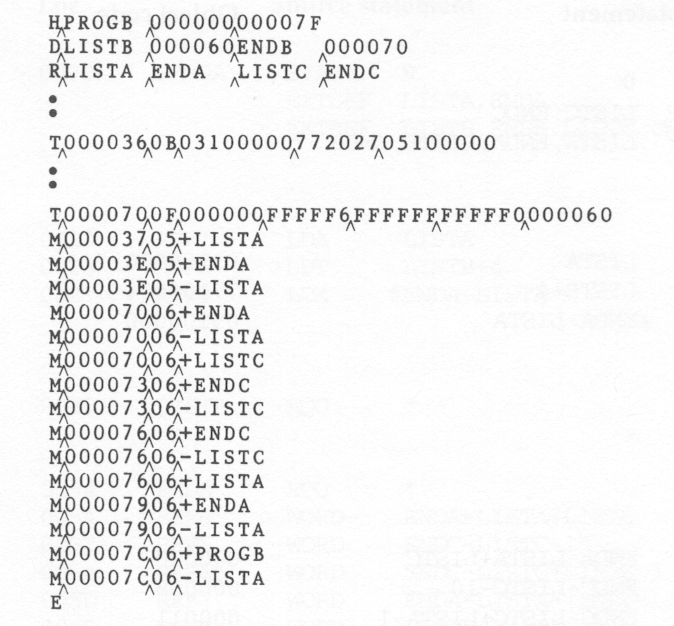 H^PROGB ^000000^00007F
D^LISTB ^000060^ENDB  ^000070
R^LISTA ^ENDA  ^LISTC ^ENDC
T^000036^0B^03100000^772027^05100000
T^000070^0F^000000^FFFFF6^FFFFFF^FFFFF0^000060
M^000037^05^+LISTA
M^00003E^05^+ENDA
M^00003E^05^-LISTA
M^000070^06^+ENDA
M^000070^06^-LISTA
M^000070^06^+LISTC
M^000073^06^+ENDC
M^000073^06^-LISTC
M^000076^06^+ENDC
M^000076^06^-LISTC
M^000076^06^+LISTA
M^000079^06^+ENDA
M^000079^06^-LISTA
M^00007C^06^+PROGB
M^00007C^06^-LISTA
E